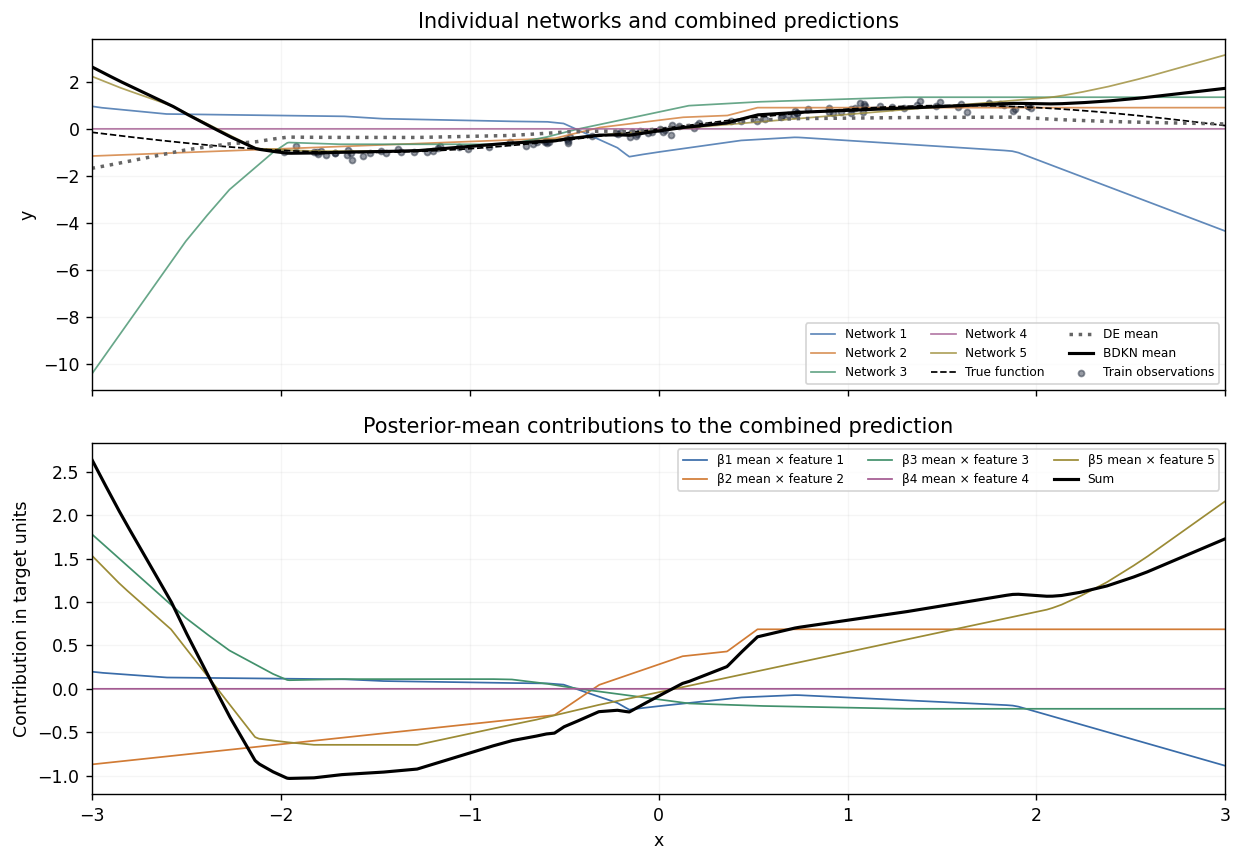 Individual networks and combined predictions
2
0
−2
−4
−6
−8
−10
y
Network 1
Network 2
Network 3
Network 4
Network 5
True function
DE mean
BDKN mean
Train observations
Posterior-mean contributions to the combined prediction
2.5
2.0
1.5
1.0
0.5
0.0
−0.5
−1.0
Contribution in target units
β1 mean × feature 1
β2 mean × feature 2
β3 mean × feature 3
β4 mean × feature 4
β5 mean × feature 5
Sum
−3
−2
−1
0
1
2
3
x